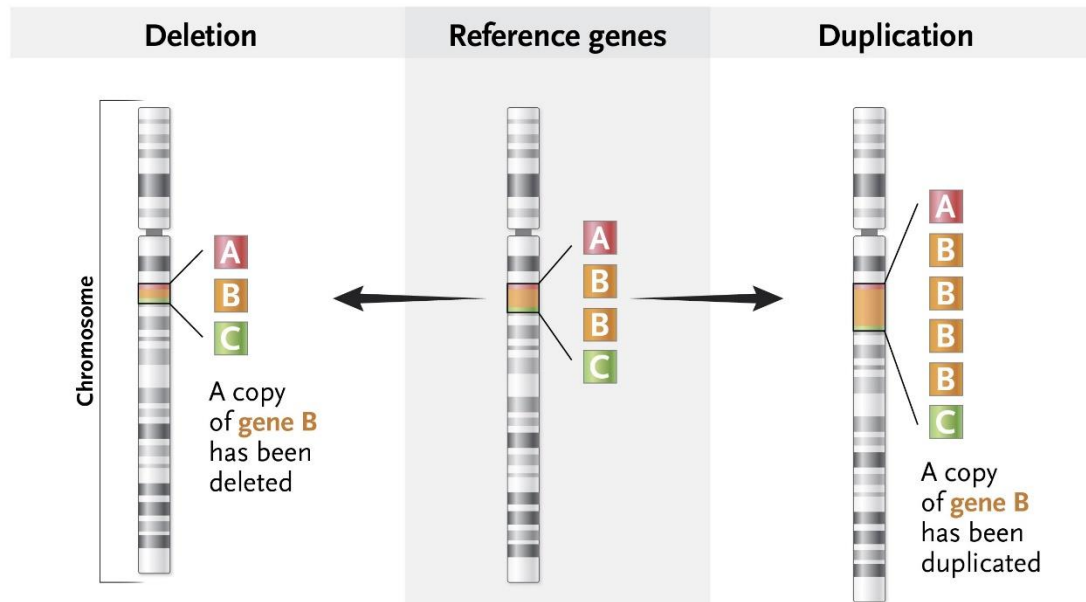 Deletion
Reference genes
Duplication
Chromosome
A
B
C
A copy
of gene B
has been
deleted
A
B
B
C
A
B
B
B
B
C
A copy
of gene B
has been
duplicated